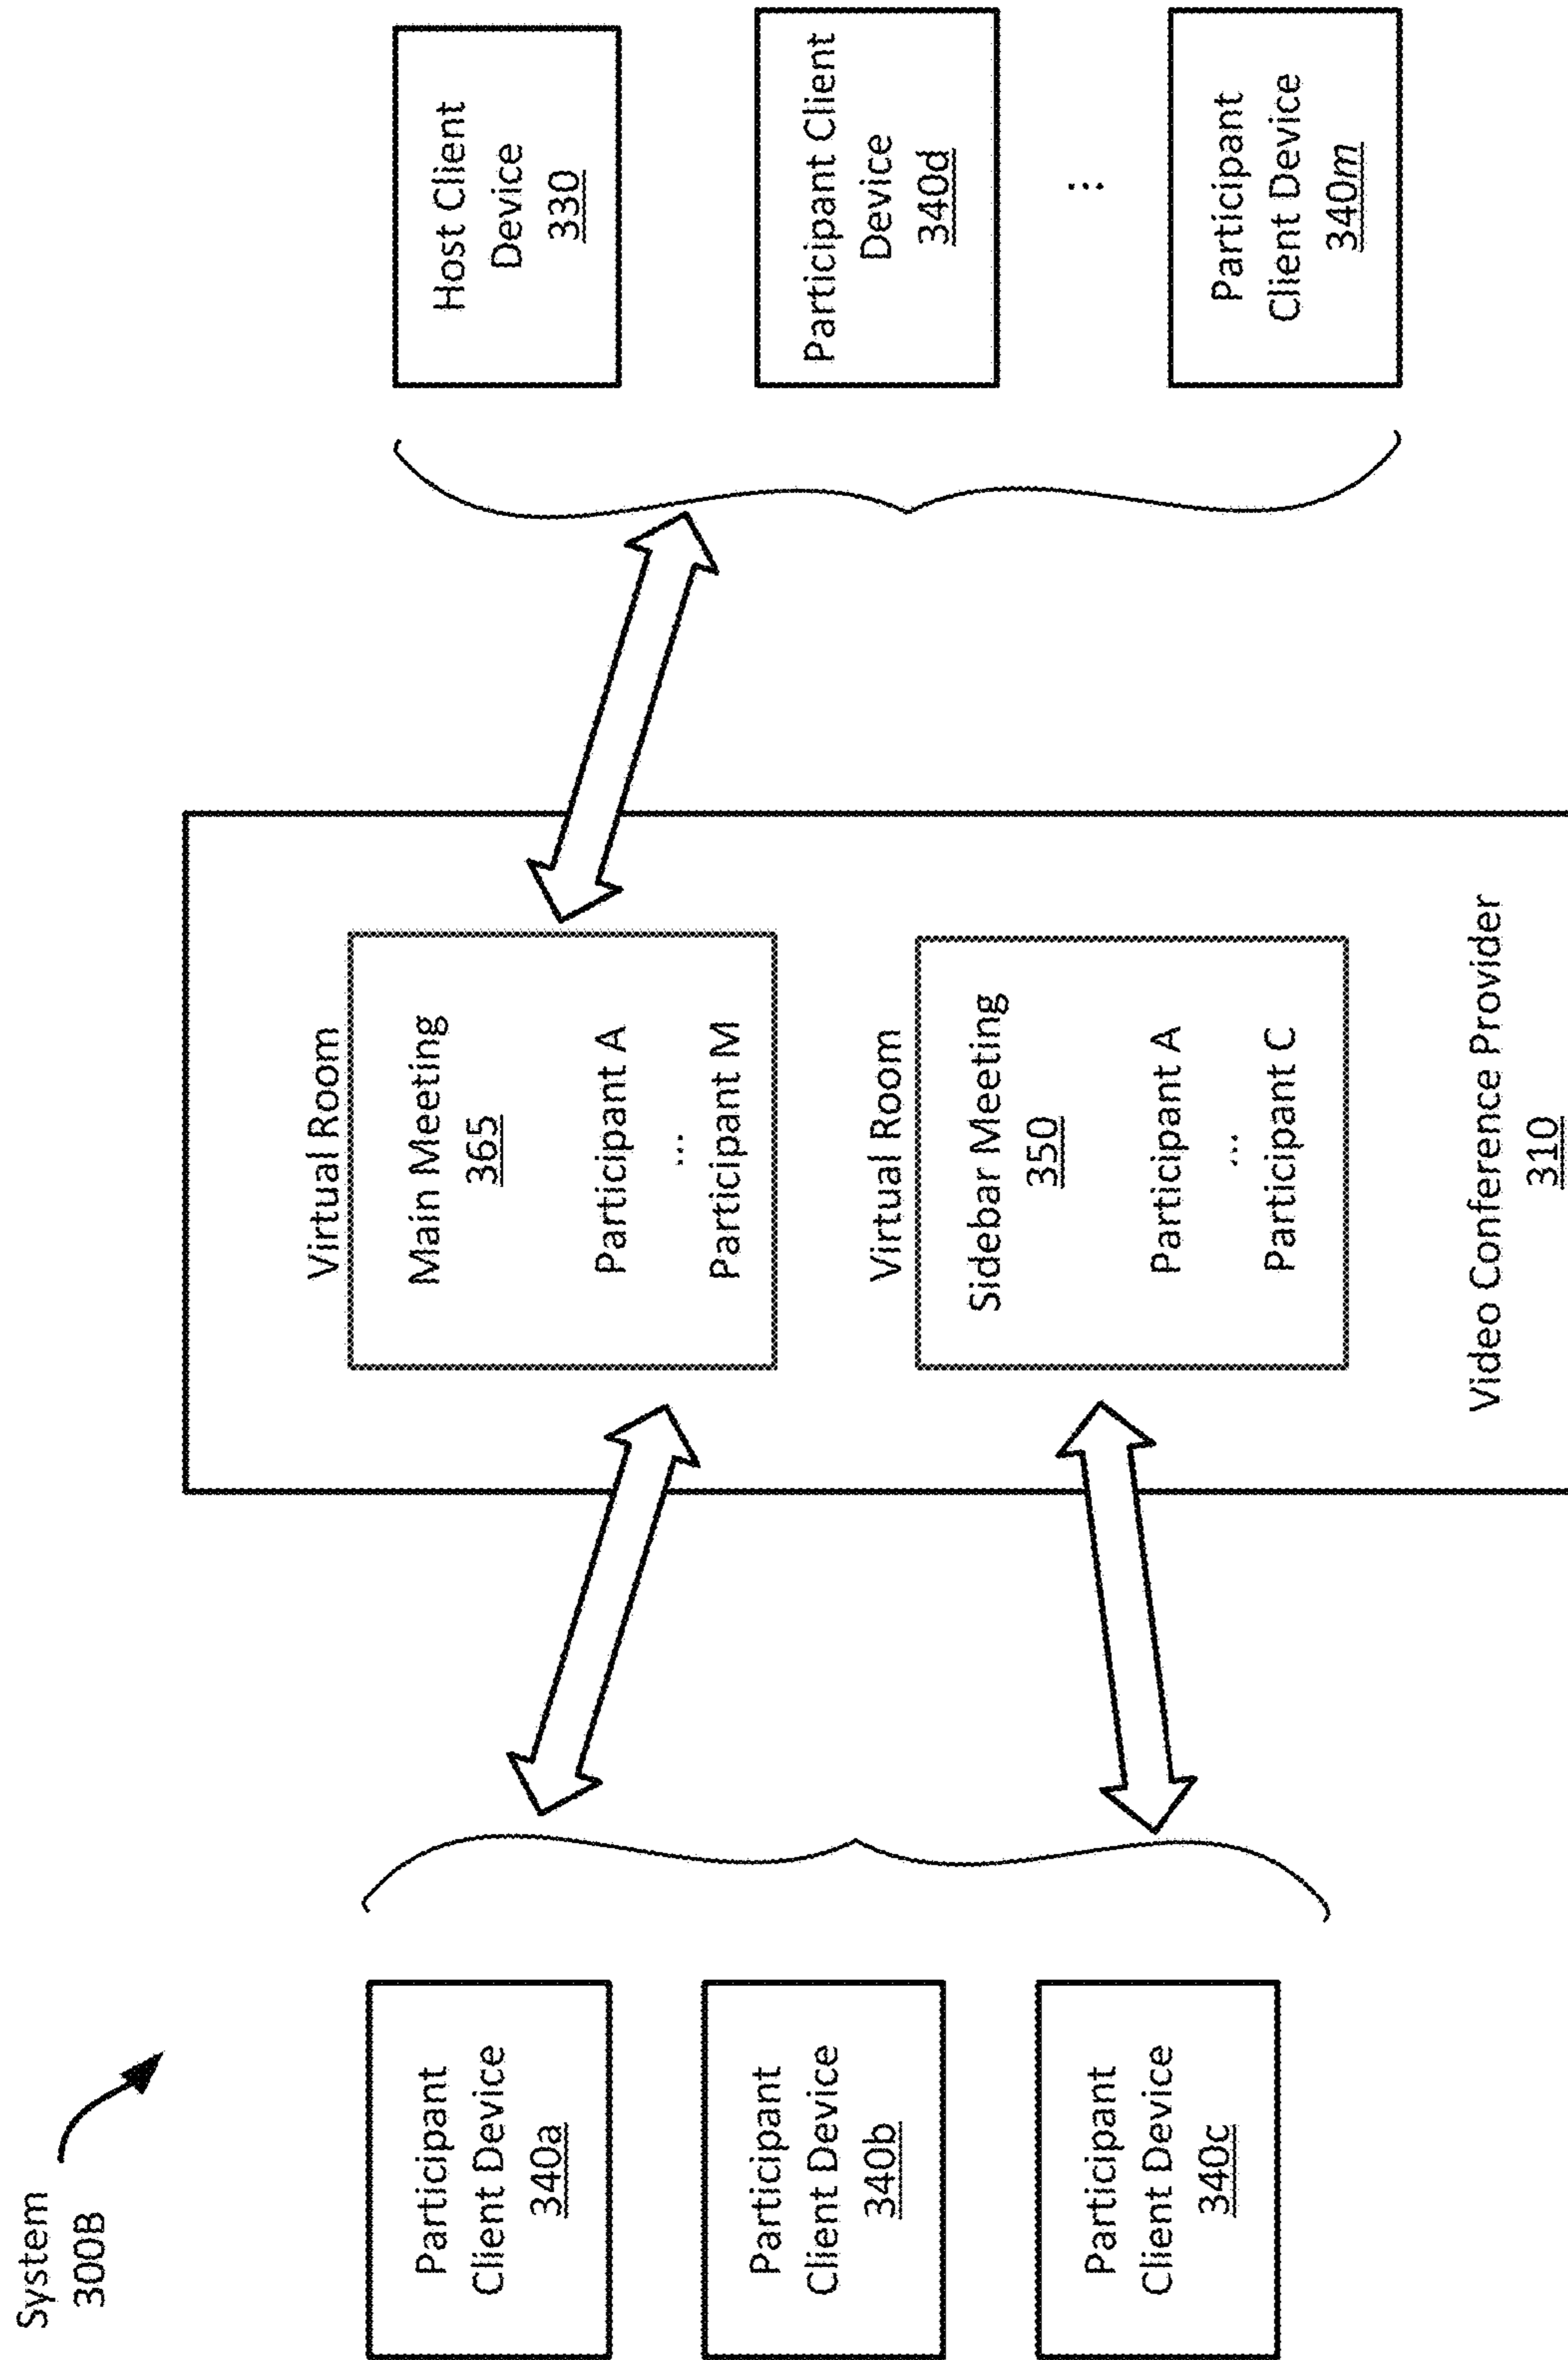 System
300B
Participant
Client Device
340a
Participant
Client Device
340b
Participant
Client Device
340c
Virtual Room
Main Meeting
365
Participant A
...
Participant M
Virtual Room
Sidebar Meeting
350
Participant A
...
Participant C
Video Conference Provider
310
Host Client
Device
330
Participant Client
Device
340d
...
Participant
Client Device
340m